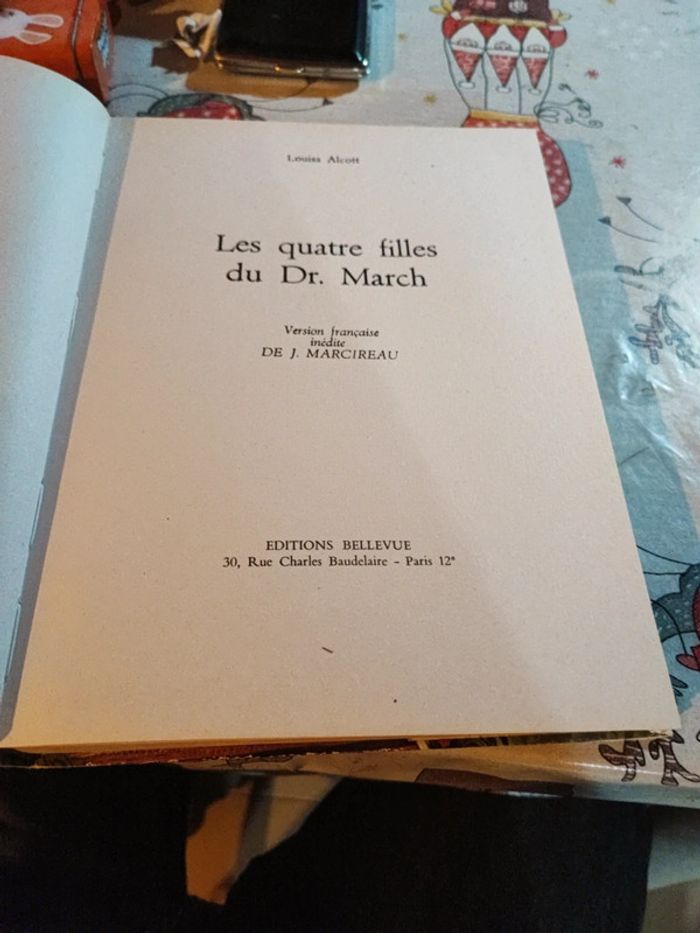 Louisa Alcott
Les quatre filles
du Dr. March
Version française
inédite
DE J. MARCIREAU
EDITIONS BELLEVUE
30, Rue Charles Baudelaire - Paris 12ᵉ